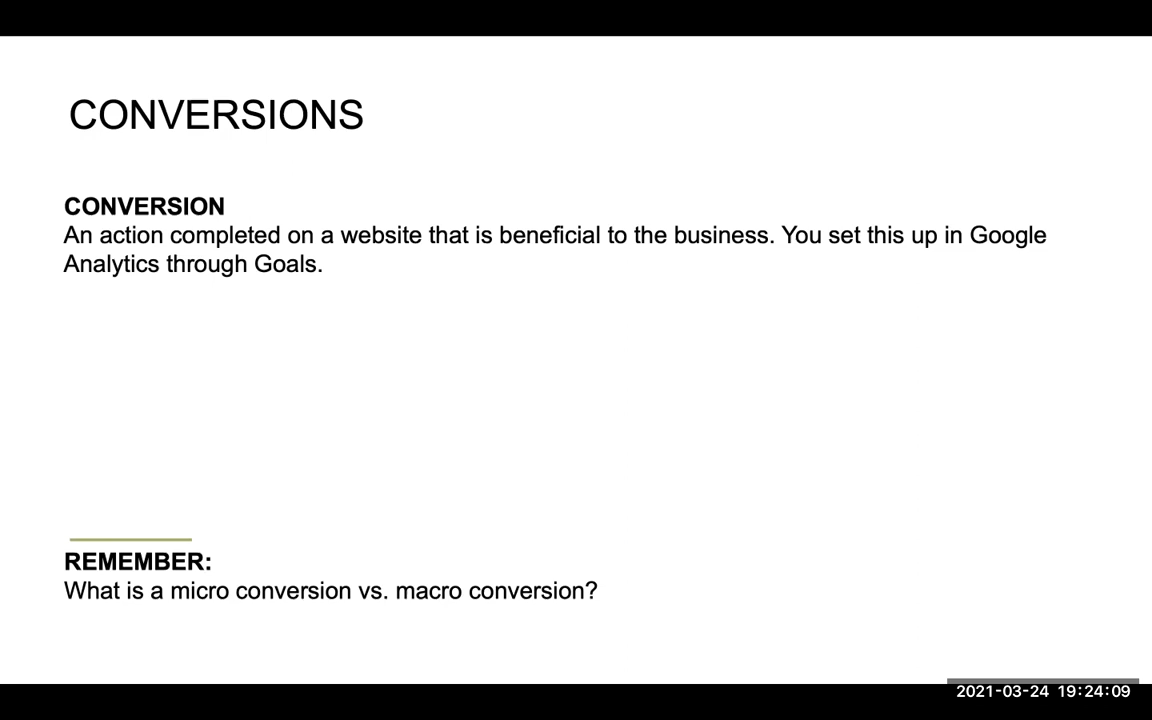 CONVERSIONS
CONVERSION
An action completed on a website that is beneficial to the business. You set this up in Google
Analytics through Goals.
REMEMBER:
What is a micro conversion vs. macro conversion?
2021-03-24 19:24:09